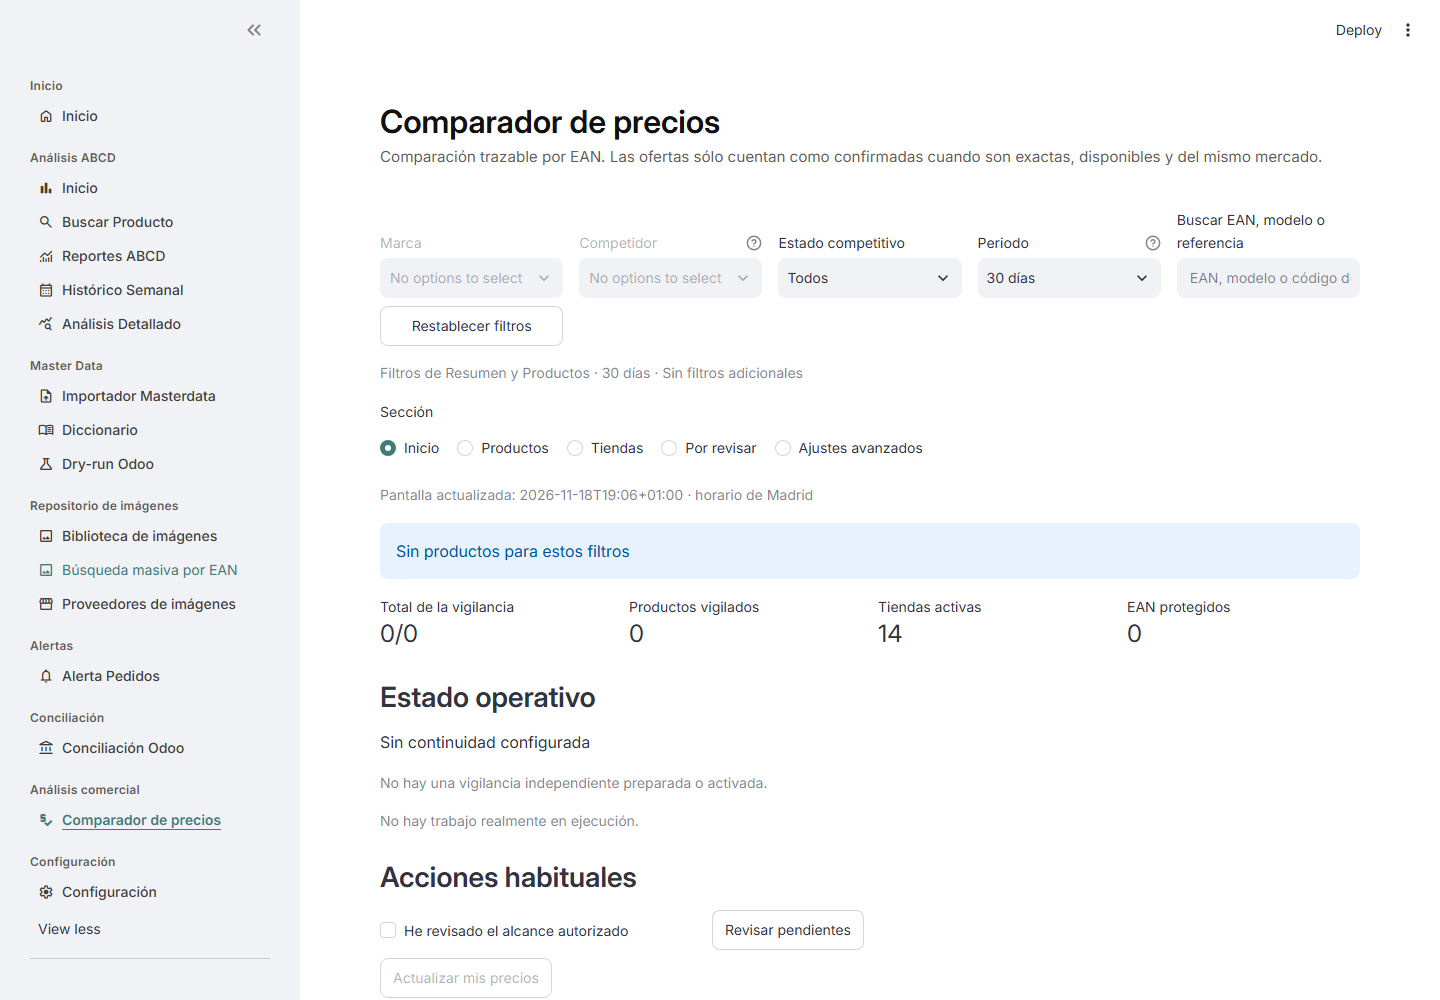 Inicio
Inicio
Análisis ABCD
Inicio
Buscar Producto
Reportes ABCD
Histórico Semanal
Análisis Detallado
Master Data
Importador Masterdata
Diccionario
Dry-run Odoo
Repositorio de imágenes
Biblioteca de imágenes
Búsqueda masiva por EAN
Proveedores de imágenes
Alertas
Alerta Pedidos
Conciliación
Conciliación Odoo
Análisis comercial
Comparador de precios
Configuración
Configuración
View less
Deploy
Comparador de precios
Comparación trazable por EAN. Las ofertas sólo cuentan como confirmadas cuando son exactas, disponibles y del mismo mercado.
Marca
No options to select
Competidor
No options to select
Estado competitivo
Todos
Periodo
30 días
Buscar EAN, modelo o
referencia
EAN, modelo o código d
Restablecer filtros
Filtros de Resumen y Productos · 30 días · Sin filtros adicionales
Sección
Inicio Productos Tiendas Por revisar Ajustes avanzados
Pantalla actualizada: 2026-11-18T19:06+01:00 · horario de Madrid
Sin productos para estos filtros
Total de la vigilancia
0/0
Productos vigilados
0
Tiendas activas
14
EAN protegidos
0
Estado operativo
Sin continuidad configurada
No hay una vigilancia independiente preparada o activada.
No hay trabajo realmente en ejecución.
Acciones habituales
He revisado el alcance autorizado
Revisar pendientes
Actualizar mis precios